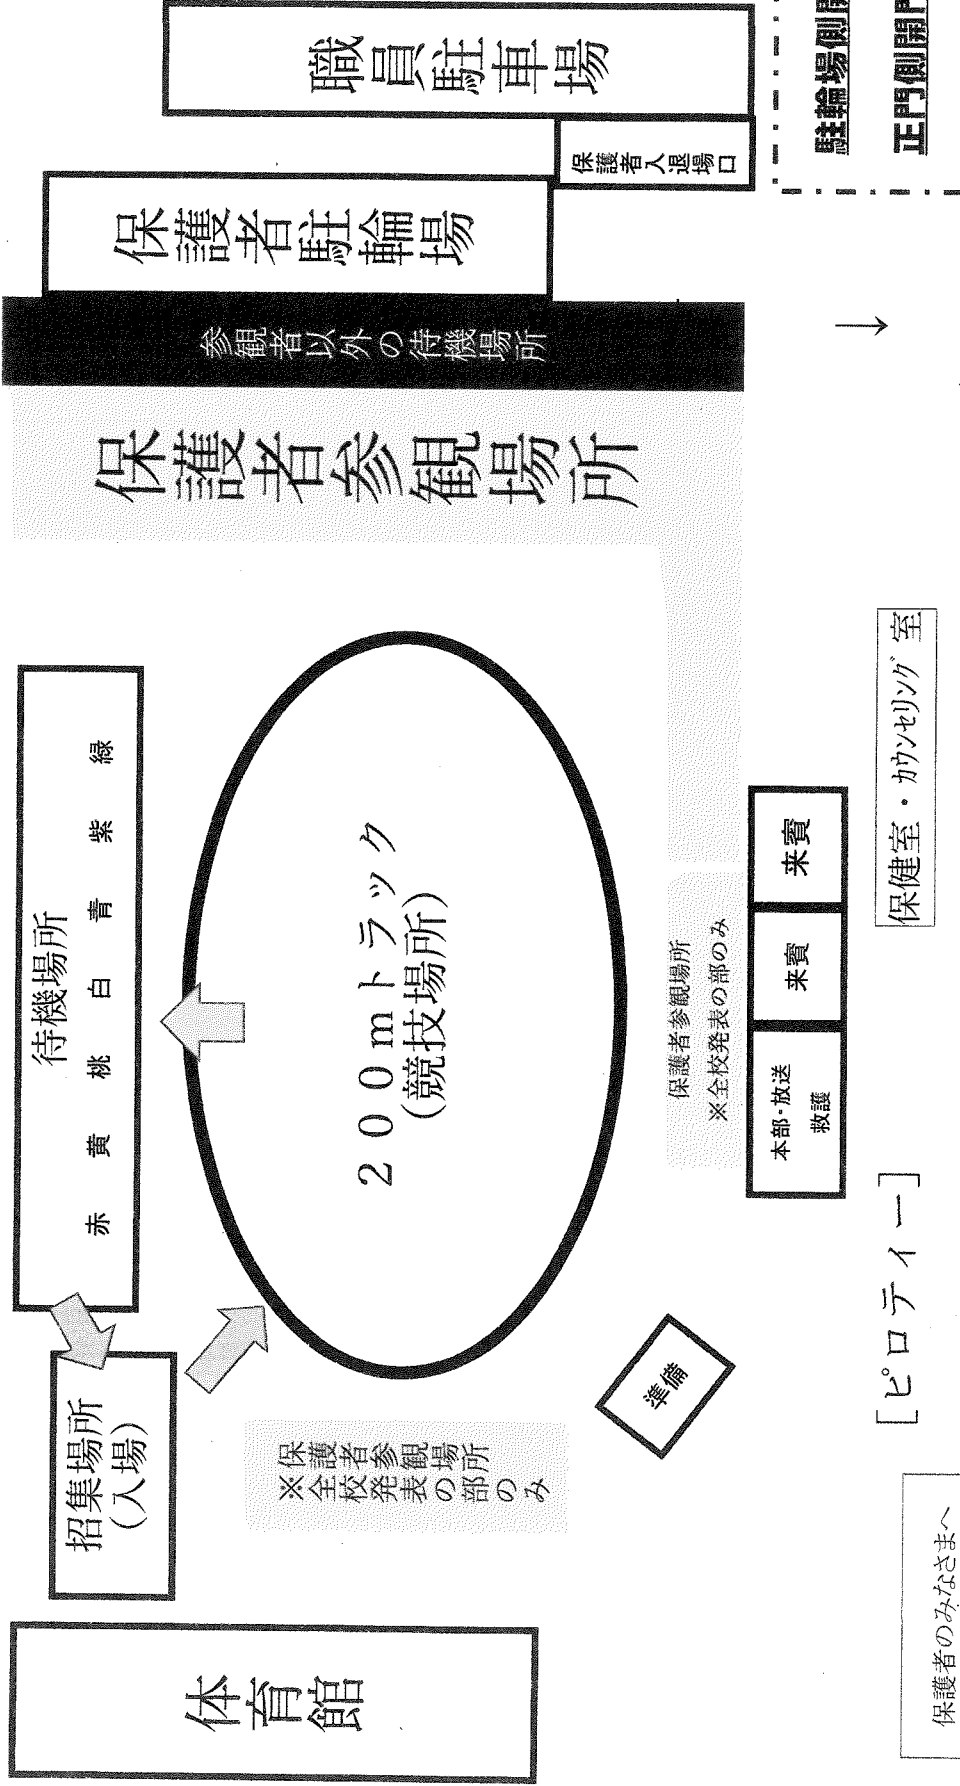 待機場所
赤 黄 桃 白 青 紫 緑
招集場所
(入場)
体育館
200mトラック
(競技場所)
※保護者参観場所
全校発表の部のみ
準備
保護者参観場所
※全校発表の部のみ
本部・放送
救護
来賓
来賓
保護者参観場所
参観者以外の待機場所
保護者駐輪場
職員駐車場
保護者入退場口
→
[ピロティー]
保健室・カウンセリング室
保護者のみなさまへ
駐輪場側開
正門側開門